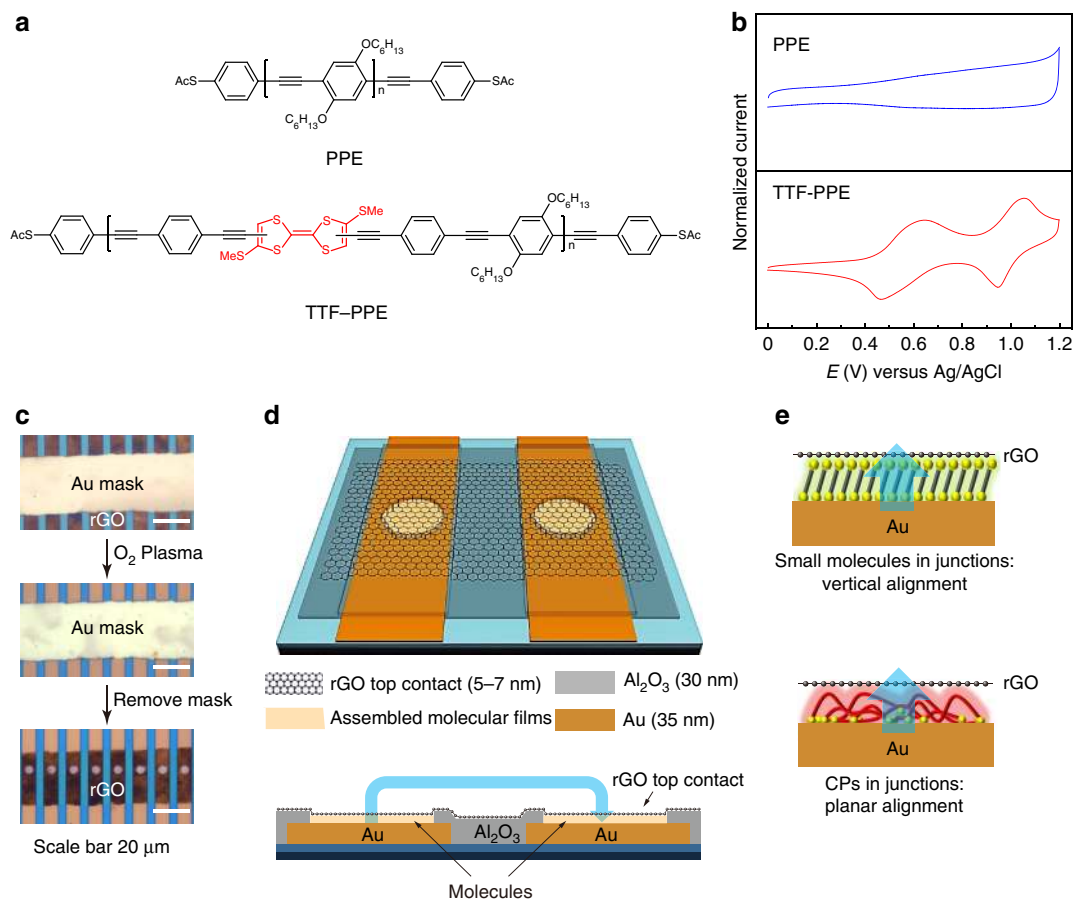 a
OC6H13
AcS
SAc
n
C6H13O
PPE
OC6H13
SMe
S
S
AcS
SAc
S
S
n
MeS
C6H13O
TTF–PPE
b
PPE
TTF-PPE
Normalized current
0 0.2 0.4 0.6 0.8 1.0 1.2
E (V) versus Ag/AgCl
c
Au mask
rGO
O2 Plasma
Au mask
Remove mask
rGO
Scale bar 20 μm
d
rGO top contact (5–7 nm)
Al2O3 (30 nm)
Assembled molecular films
Au (35 nm)
rGO top contact
Au
Al2O3
Au
Molecules
e
rGO
Au
Small molecules in junctions:
vertical alignment
rGO
Au
CPs in junctions:
planar alignment